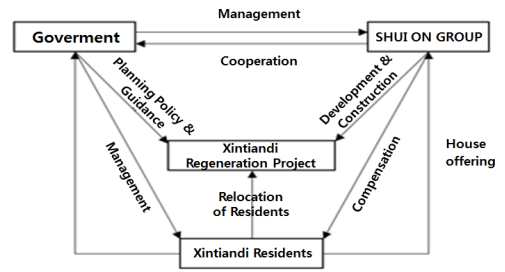 Management
Goverment
SHUI ON GROUP
Cooperation
Planning Policy &
Guidance
Development &
Construction
Xintiandi
Regeneration Project
Management
Relocation
of Residents
Compensation
House
offering
Xintiandi Residents